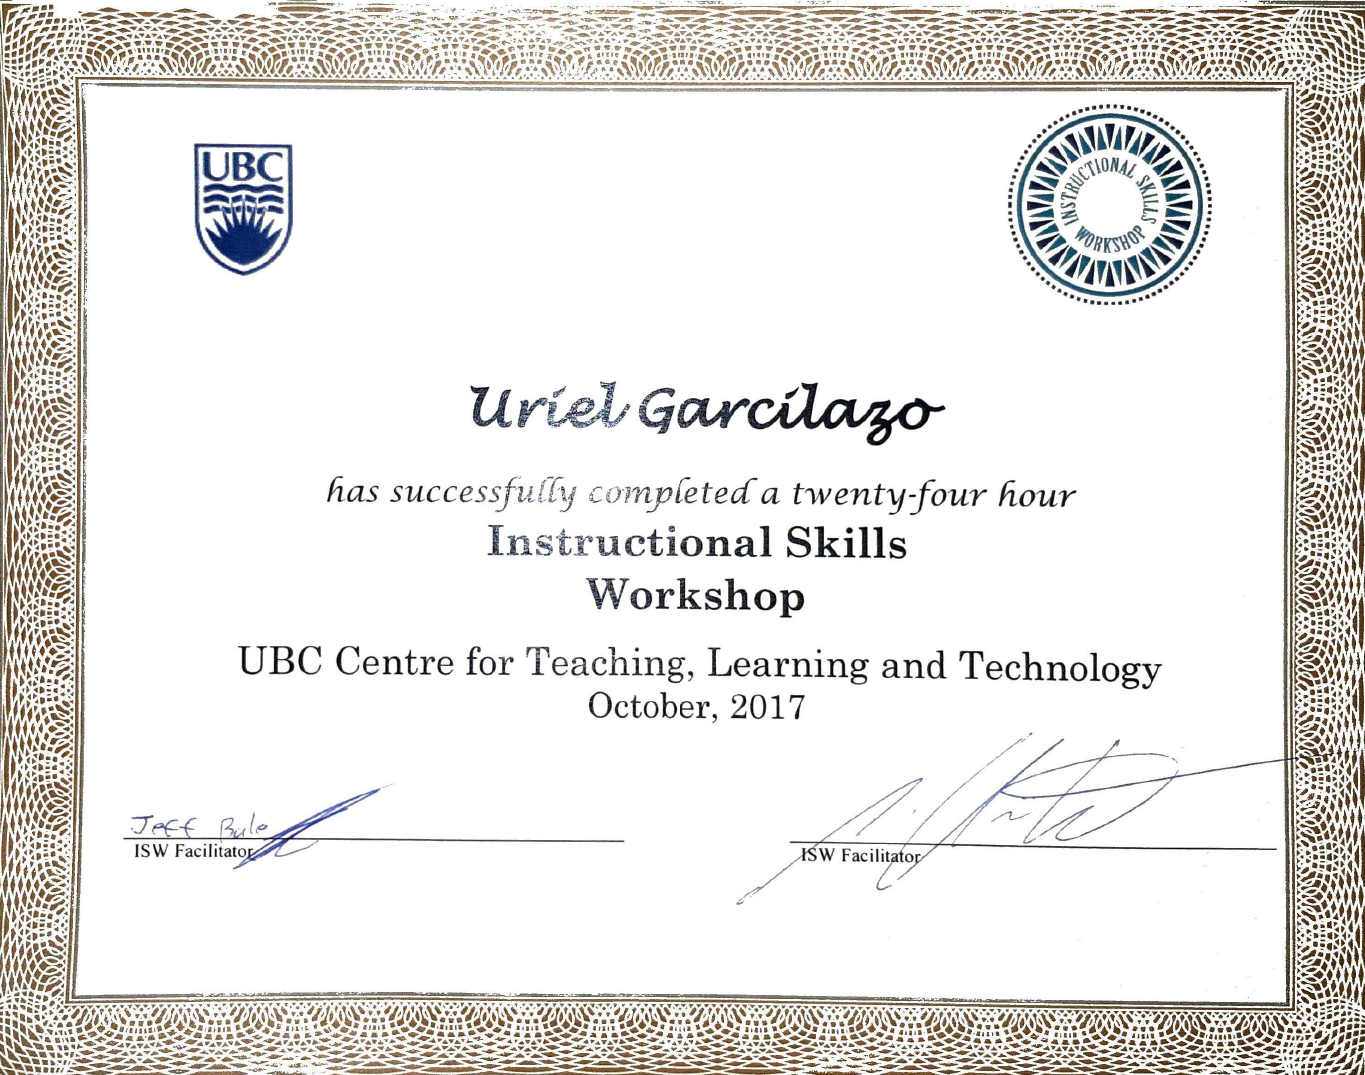 UBC
INSTRUCTIONAL SKILLS
WORKSHOP
Uriel Garcilazo
has successfully completed a twenty-four hour
Instructional Skills
Workshop
UBC Centre for Teaching, Learning and Technology
October, 2017
Jeff
ISW Facilitator
ISW Facilitator